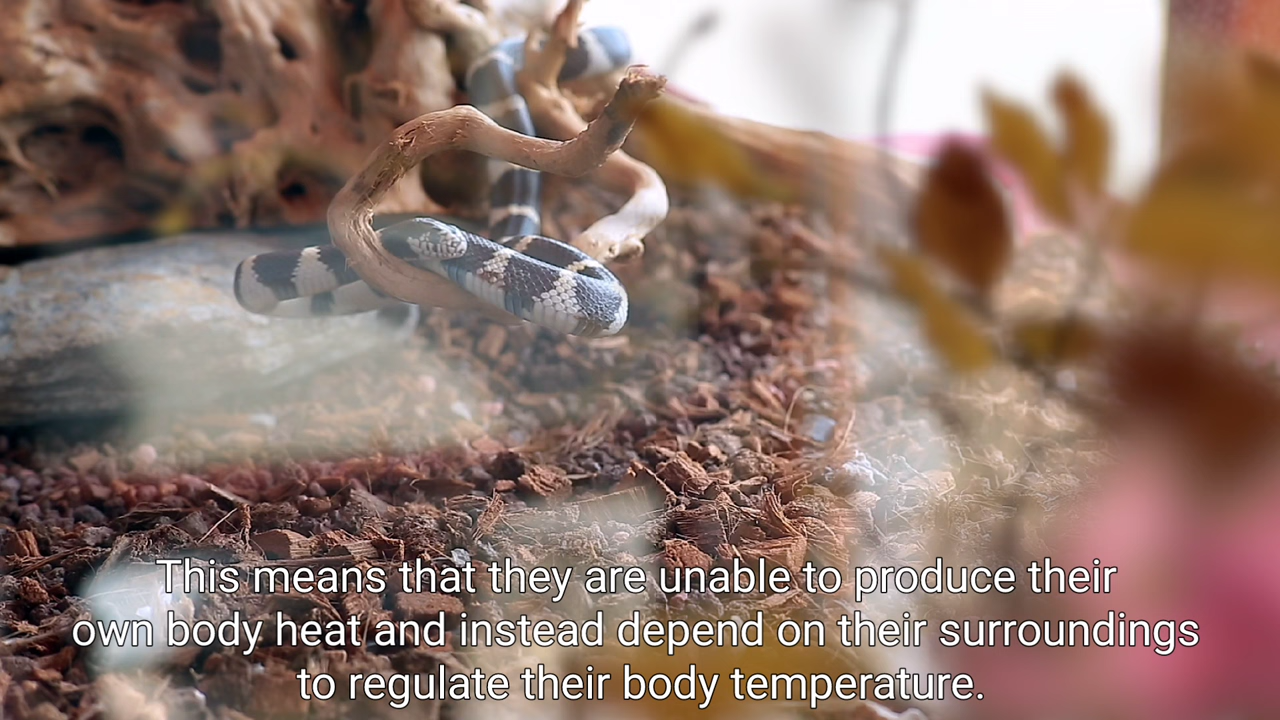 This means that they are unable to produce their
own body heat and instead depend on their surroundings
to regulate their body temperature.